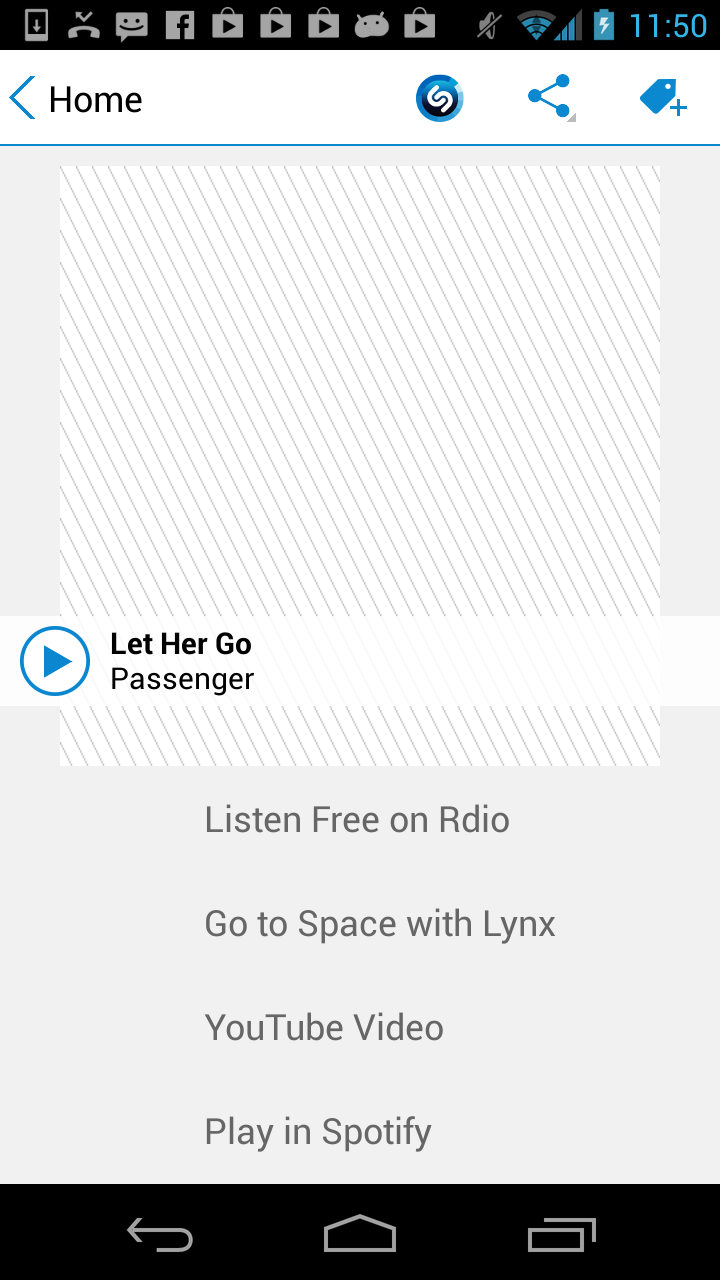 11:50
Home
Let Her Go
Passenger
Listen Free on Rdio
Go to Space with Lynx
YouTube Video
Play in Spotify